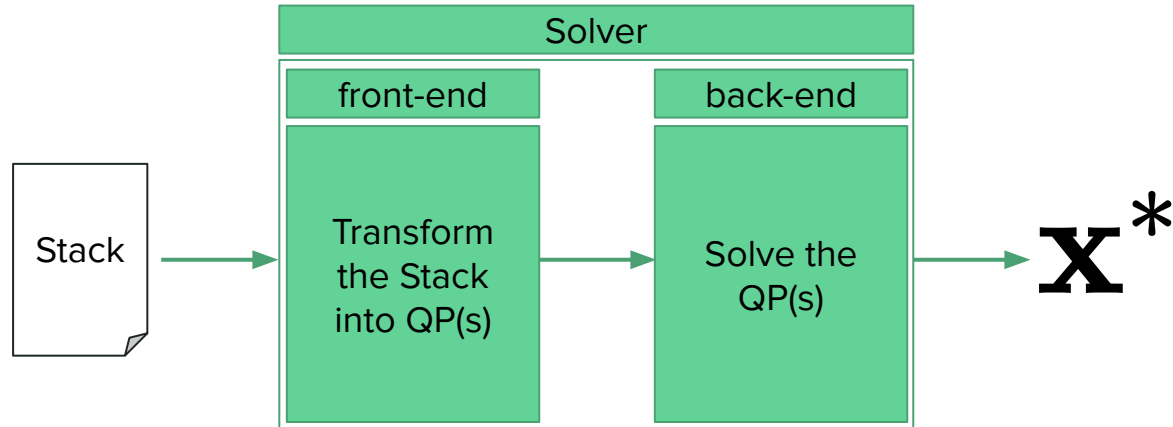 Solver
front-end
back-end
Stack
Transform
the Stack
into QP(s)
Solve the
QP(s)
x*